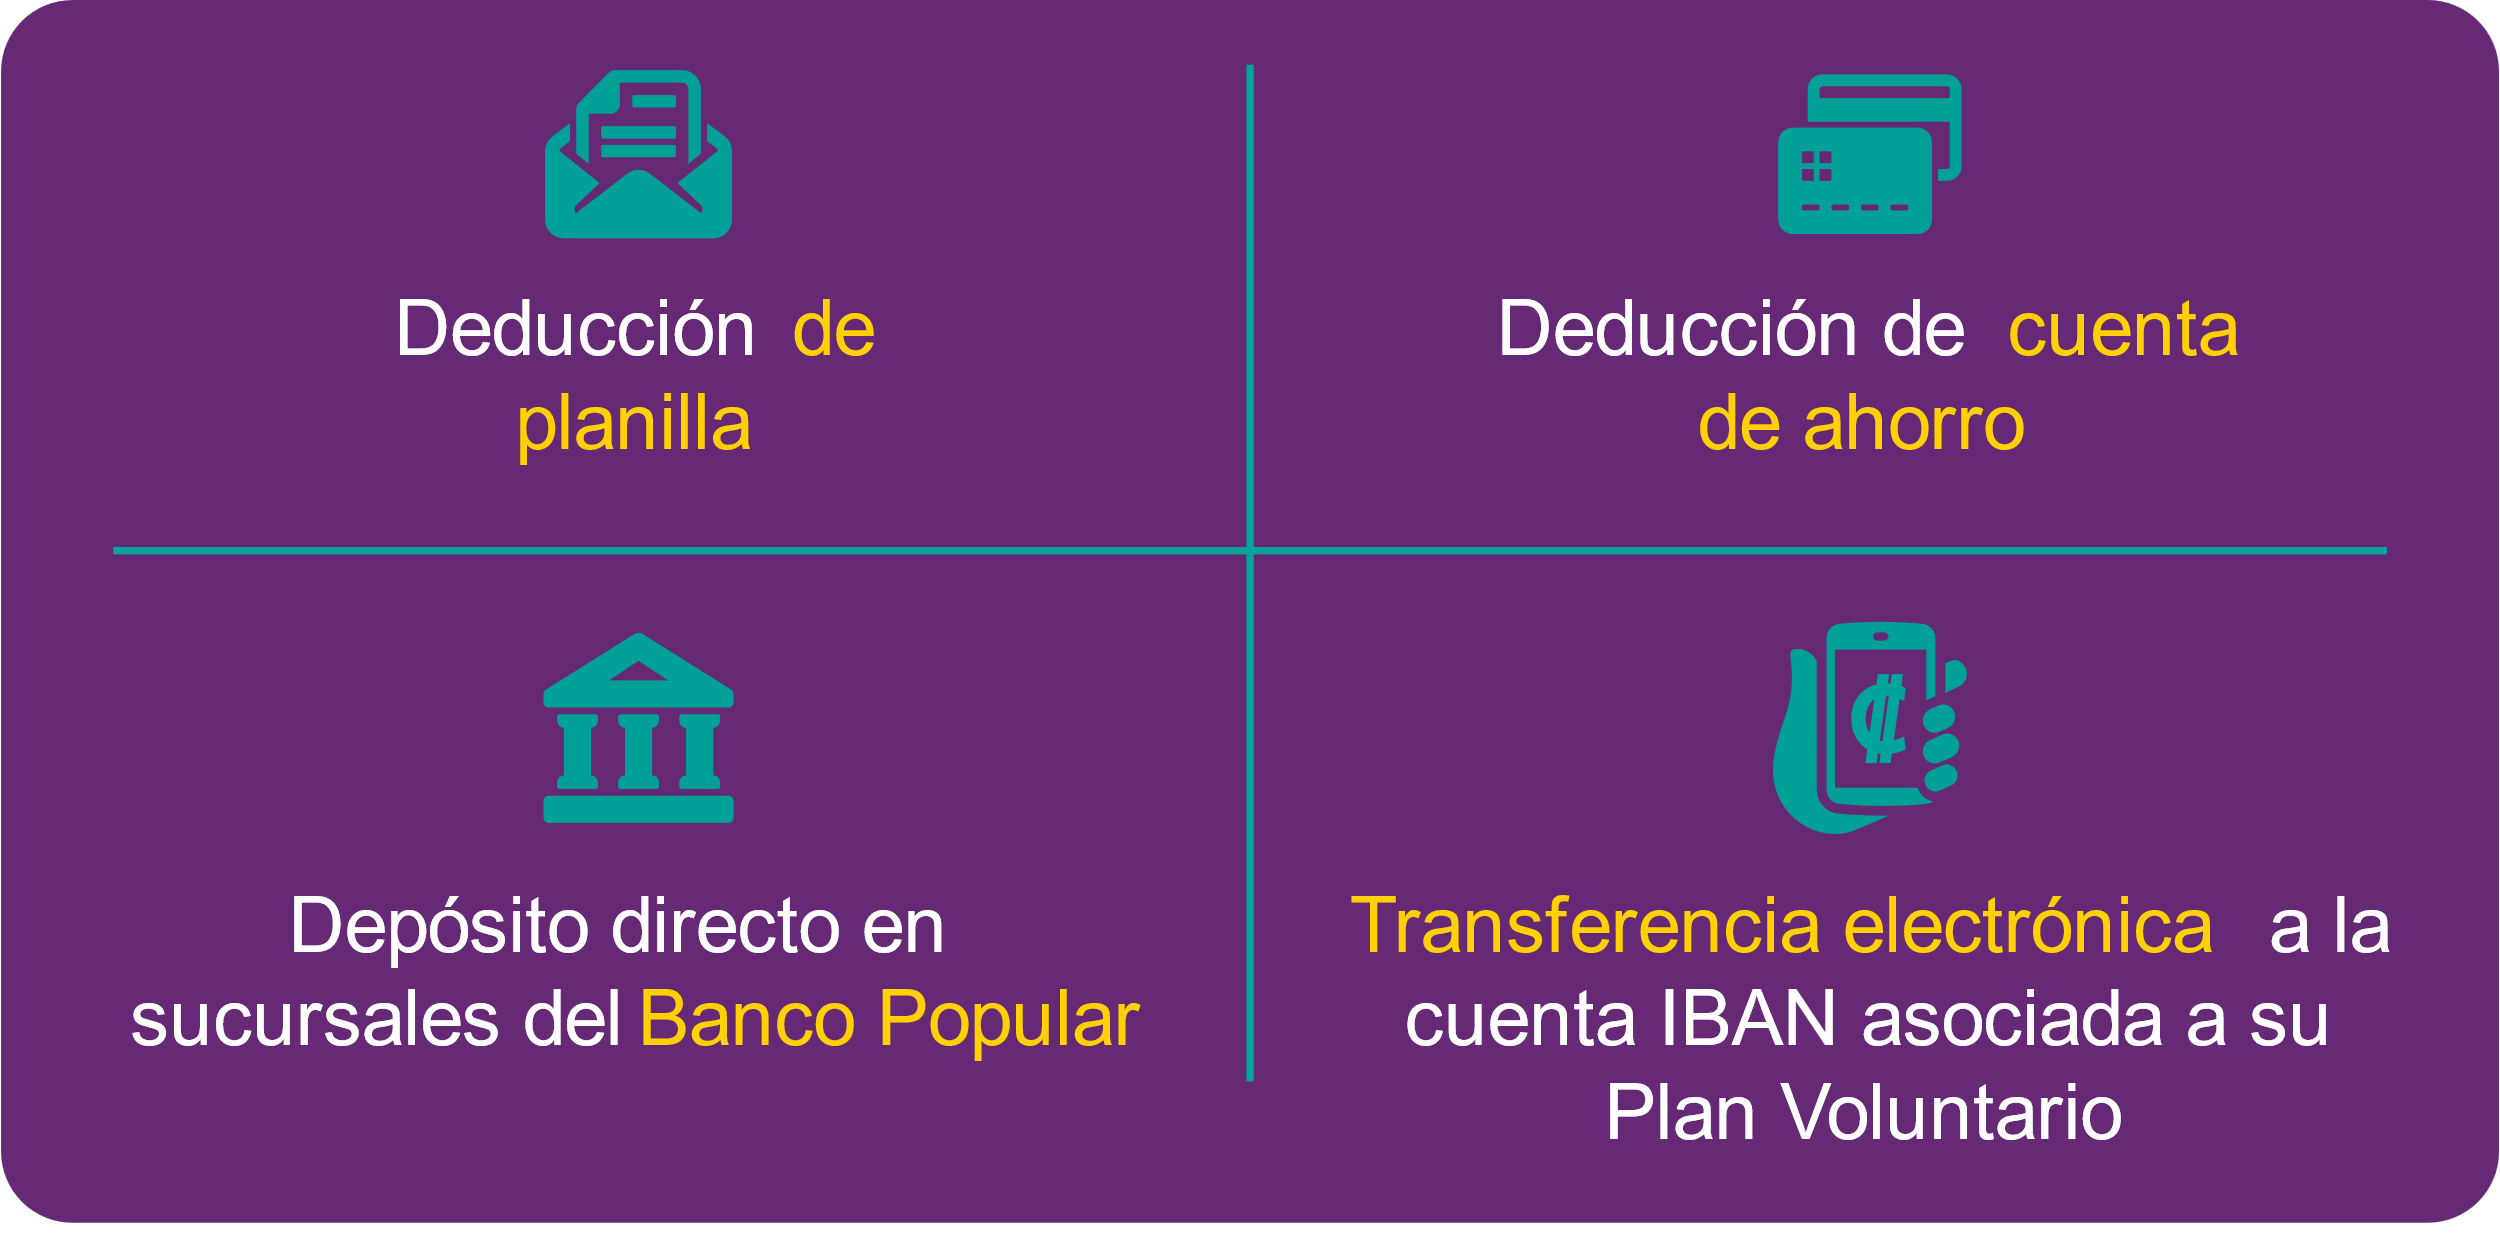 Deducción de
planilla
Deducción de cuenta
de ahorro
Depósito directo en
sucursales del Banco Popular
₡
Transferencia electrónica a la
cuenta IBAN asociada a su
Plan Voluntario